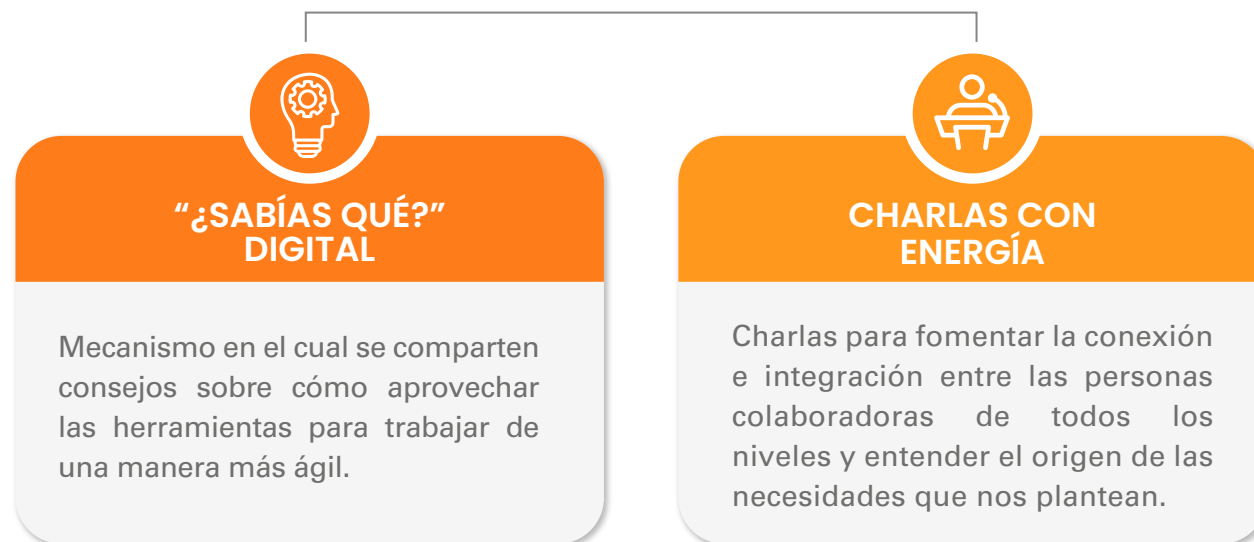 “¿SABÍAS QUÉ?”
DIGITAL
Mecanismo en el cual se comparten
consejos sobre cómo aprovechar
las herramientas para trabajar de
una manera más ágil.
CHARLAS CON
ENERGÍA
Charlas para fomentar la conexión
e integración entre las personas
colaboradoras de todos los
niveles y entender el origen de las
necesidades que nos plantean.